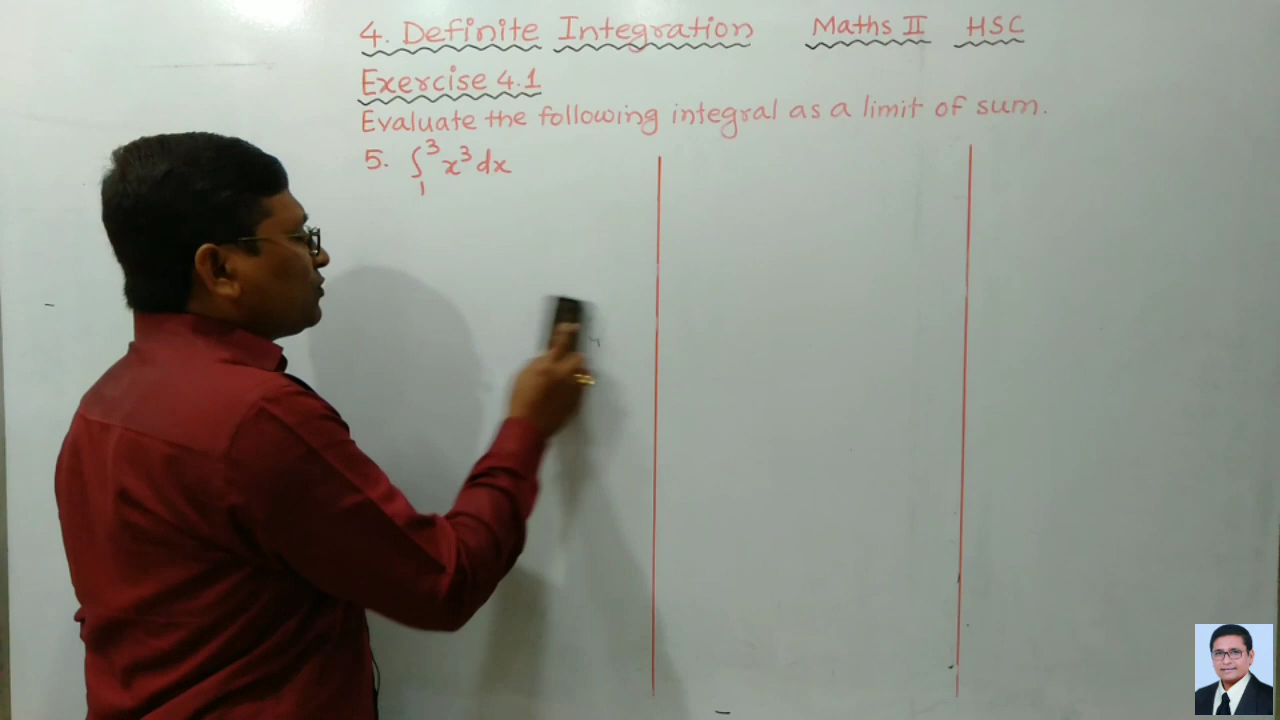 4. Definite Integration Maths II HSC
Exercise 4.1
Evaluate the following integral as a limit of sum.
5. ∫₁³ x³ dx